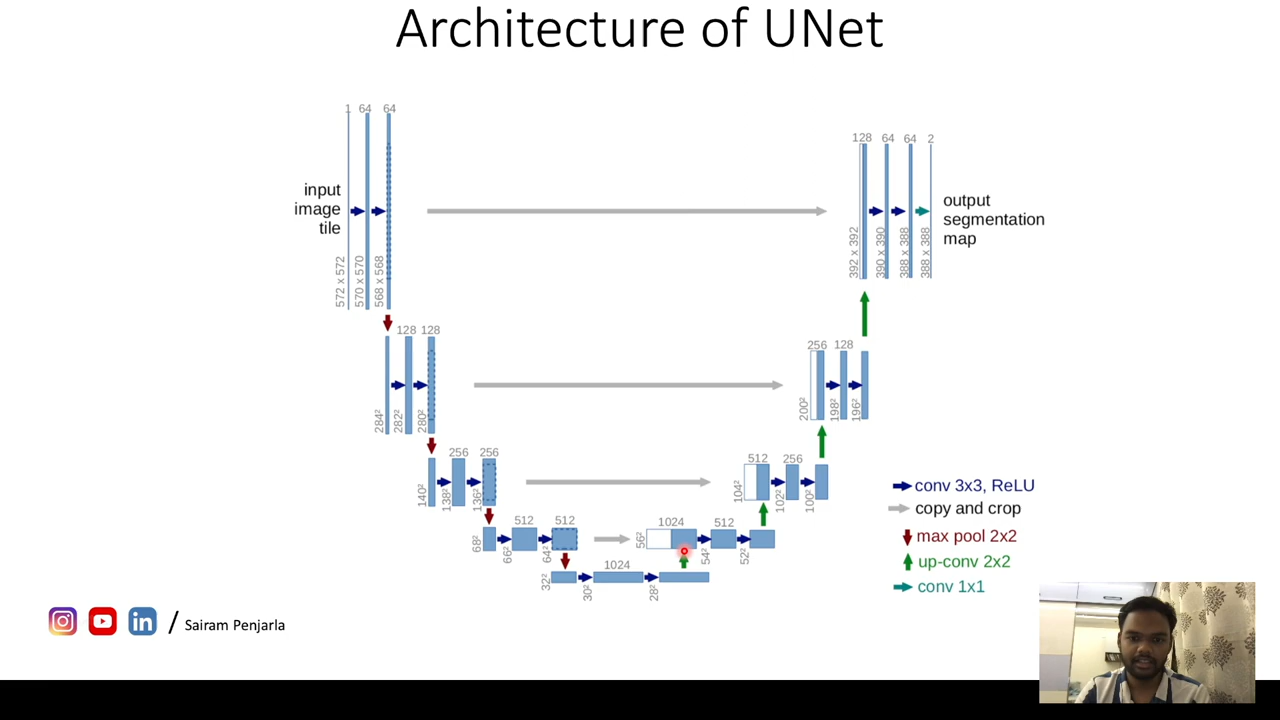 Architecture of UNet
1 64 64
128 64 64 2
input
image
tile
output
segmentation
map
572 x 572
570 x 570
568 x 568
392 x 392
390 x 390
388 x 388
388 x 388
128 128
256 128
284²
282²
280²
200²
198²
196²
256 256
512 256
140²
138²
136²
104²
102²
100²
512 512
1024 512
68²
66²
64²
56²
54²
52²
1024
32²
30²
28²
conv 3x3, ReLU
copy and crop
max pool 2x2
up-conv 2x2
conv 1x1
/ Sairam Penjarla